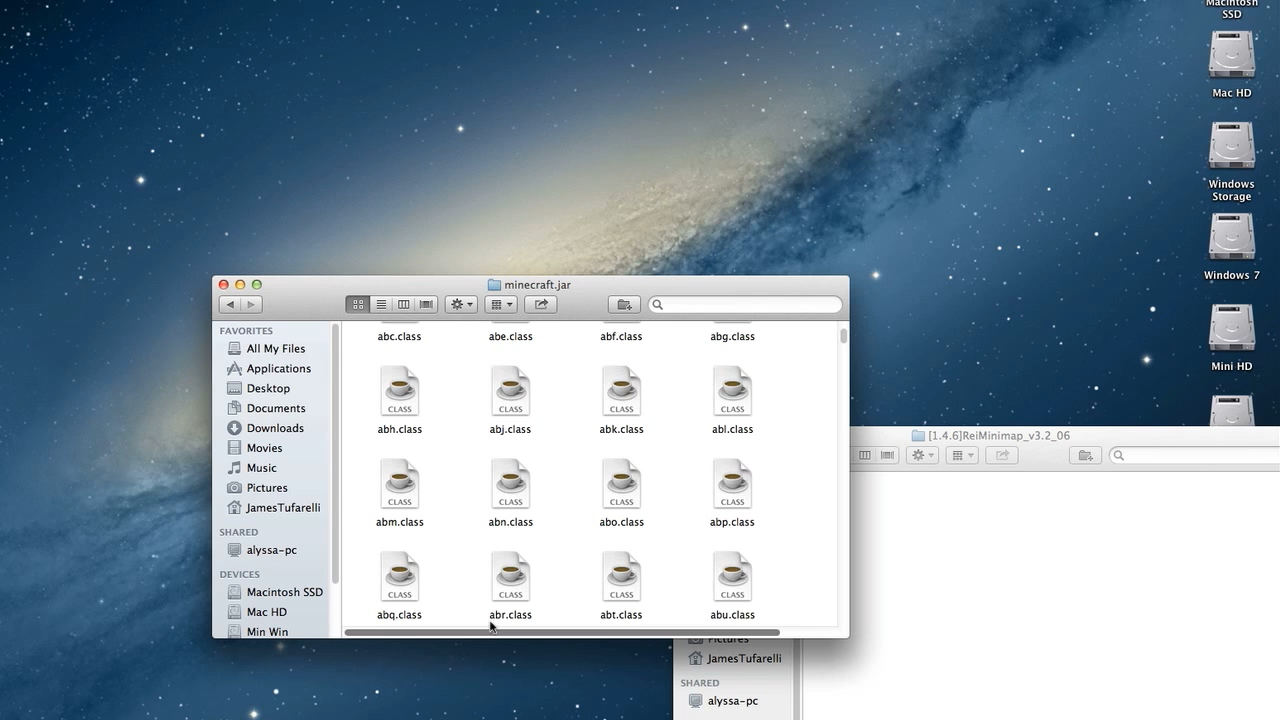 Macintosh
SSD
Mac HD
Windows
Storage
Windows 7
Mini HD
minecraft.jar
FAVORITES
All My Files
Applications
Desktop
Documents
Downloads
Movies
Music
Pictures
JamesTufarelli
SHARED
alyssa-pc
DEVICES
Macintosh SSD
Mac HD
Min Win
abc.class abe.class abf.class abg.class
CLASS CLASS CLASS CLASS
abh.class abj.class abk.class abl.class
CLASS CLASS CLASS CLASS
abm.class abn.class abo.class abp.class
CLASS CLASS CLASS CLASS
abq.class abr.class abt.class abu.class
[1.4.6]ReiMinimap_v3.2_06
Pictures
JamesTufarelli
SHARED
alyssa-pc